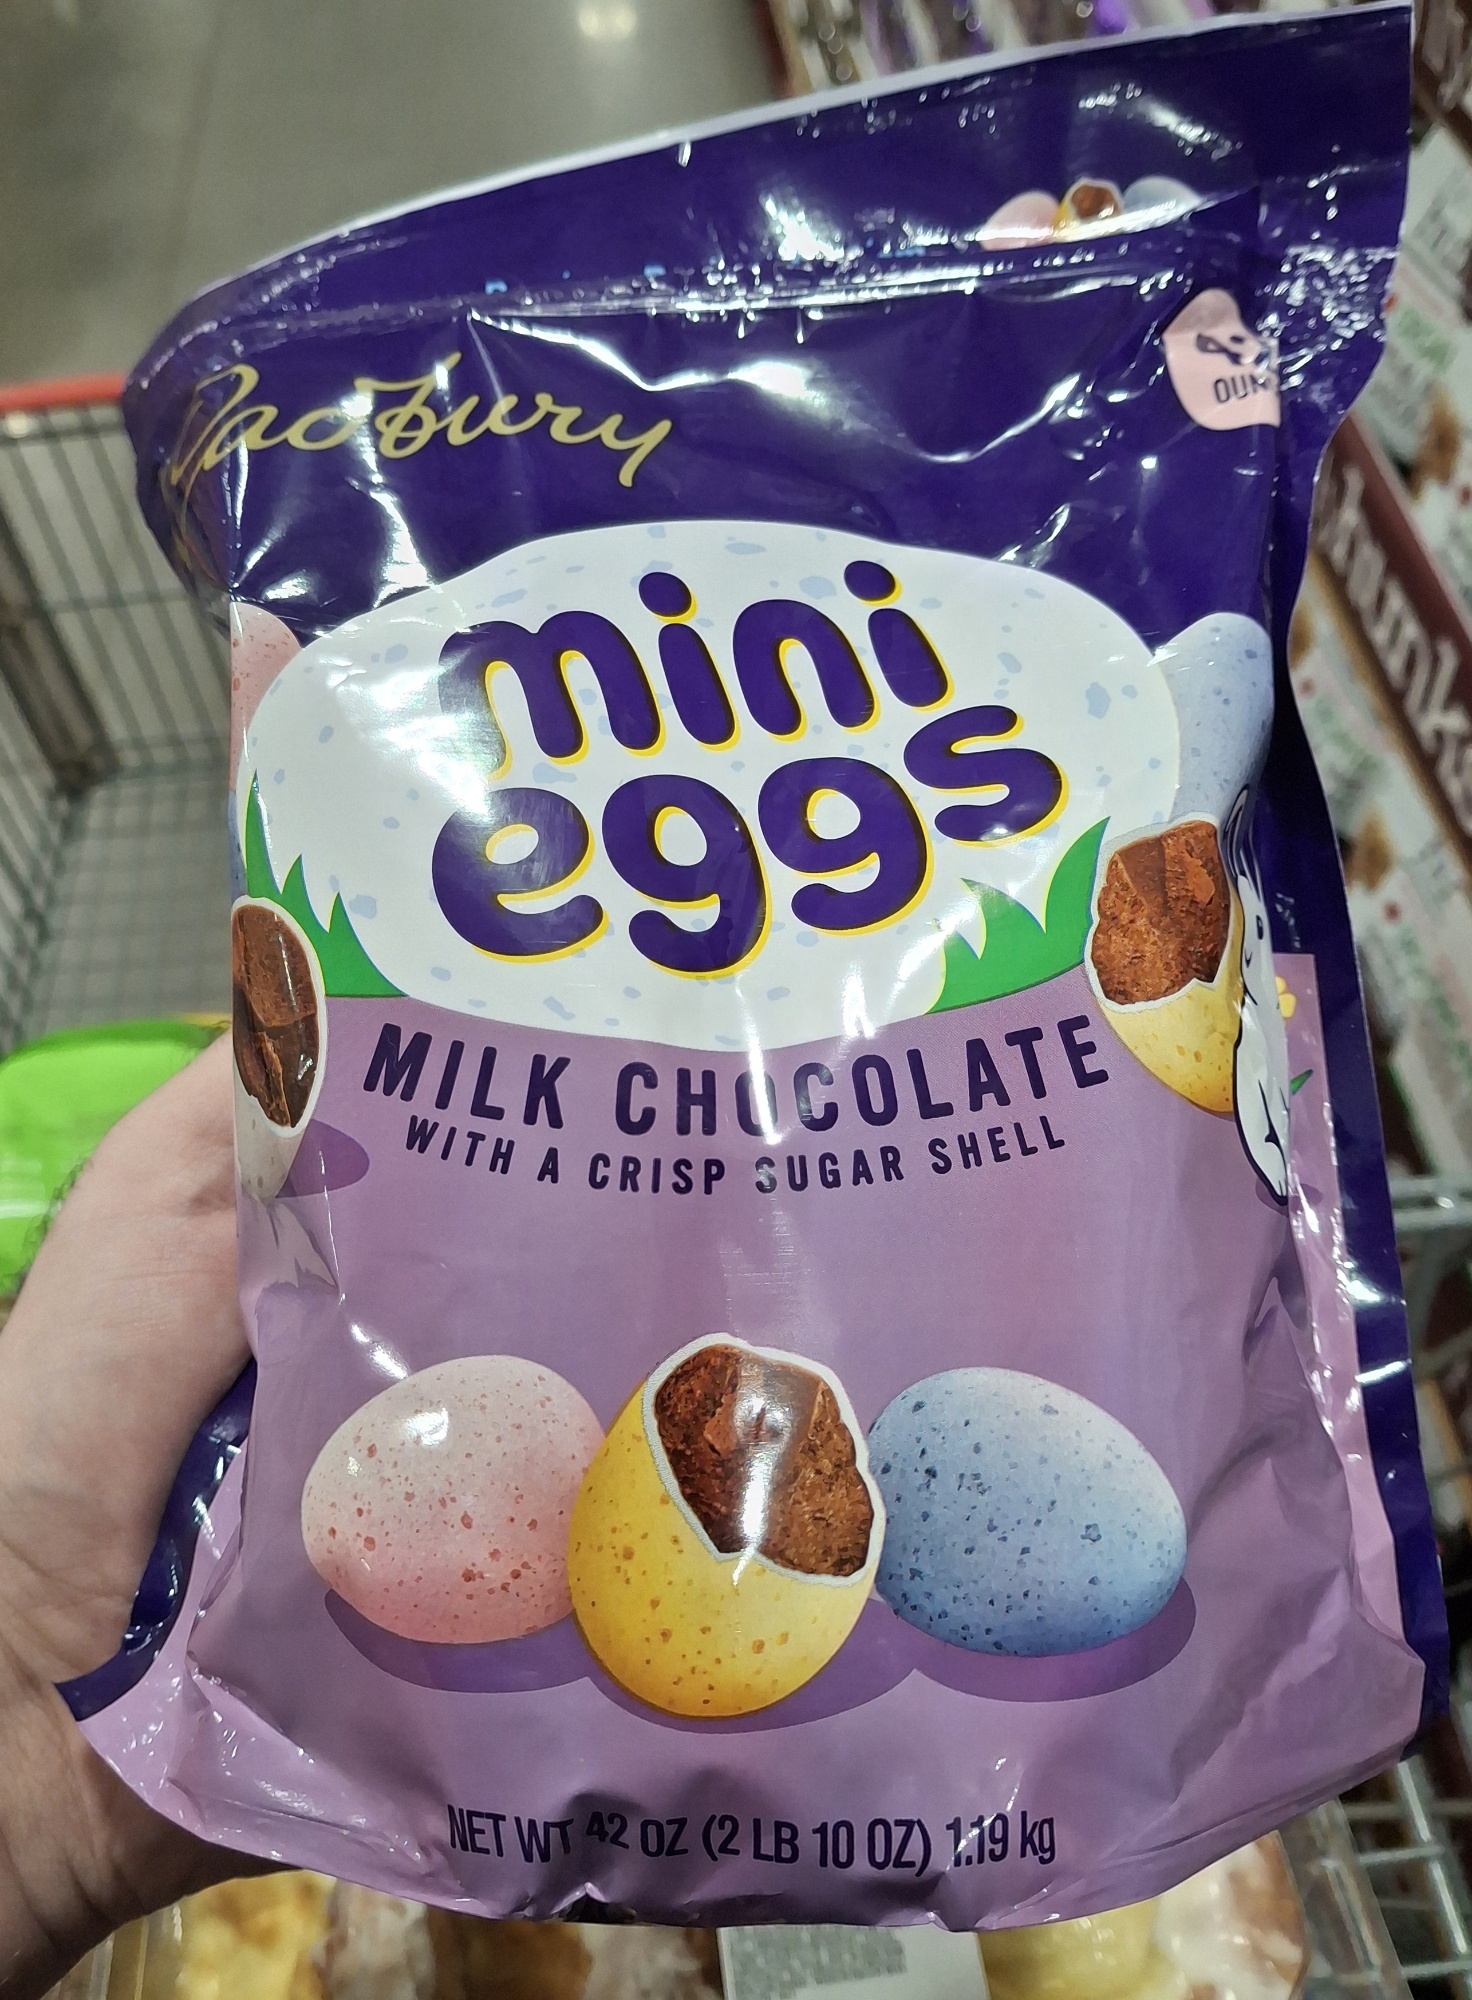 Cadbury
mini
eggs
MILK CHOCOLATE
WITH A CRISP SUGAR SHELL
NET WT 42 OZ (2 LB 10 OZ) 1.19 kg